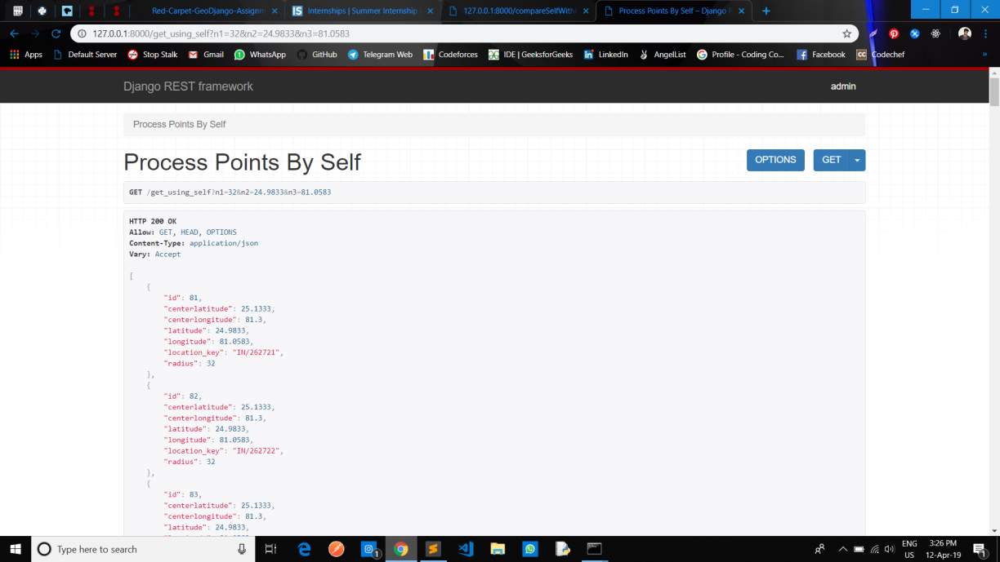 Red-Carpet-GeoDjango-Assignm
Internships | Summer Internship
127.0.0.1:8000/compareSelfWith
Process Points By Self – Django
127.0.0.1:8000/get_using_self?n1=32&n2=24.9833&n3=81.0583
Apps Default Server Stop Stalk Gmail WhatsApp GitHub Telegram Web Codeforces IDE | GeeksforGeeks LinkedIn AngelList Profile - Coding Co... Facebook Codechef
Django REST framework
admin
Process Points By Self
Process Points By Self
OPTIONS
GET
GET /get_using_self?n1=32&n2=24.9833&n3=81.0583
HTTP 200 OK
Allow: GET, HEAD, OPTIONS
Content-Type: application/json
Vary: Accept
[
{
"id": 81,
"centerlatitude": 25.1333,
"centerlongitude": 81.3,
"latitude": 24.9833,
"longitude": 81.0583,
"location_key": "IN/262721",
"radius": 32
},
{
"id": 82,
"centerlatitude": 25.1333,
"centerlongitude": 81.3,
"latitude": 24.9833,
"longitude": 81.0583,
"location_key": "IN/262722",
"radius": 32
},
{
"id": 83,
"centerlatitude": 25.1333,
"centerlongitude": 81.3,
"latitude": 24.9833,
Type here to search
ENG
US
3:26 PM
12-Apr-19